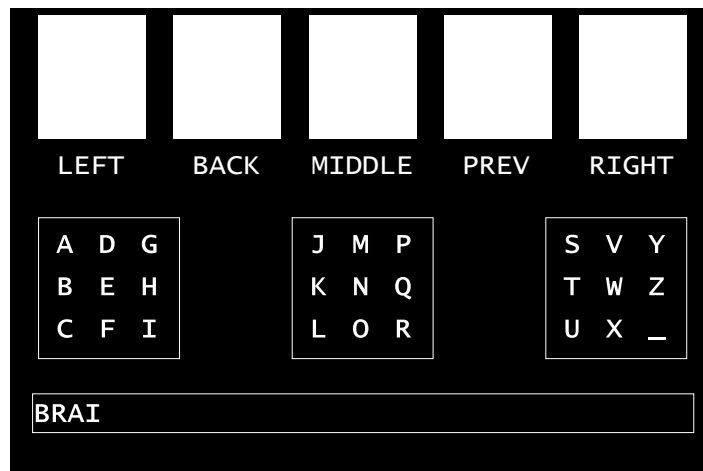 LEFT BACK MIDDLE PREV RIGHT
A D G J M P S V Y
B E H K N Q T W Z
C F I L O R U X _
BRAI